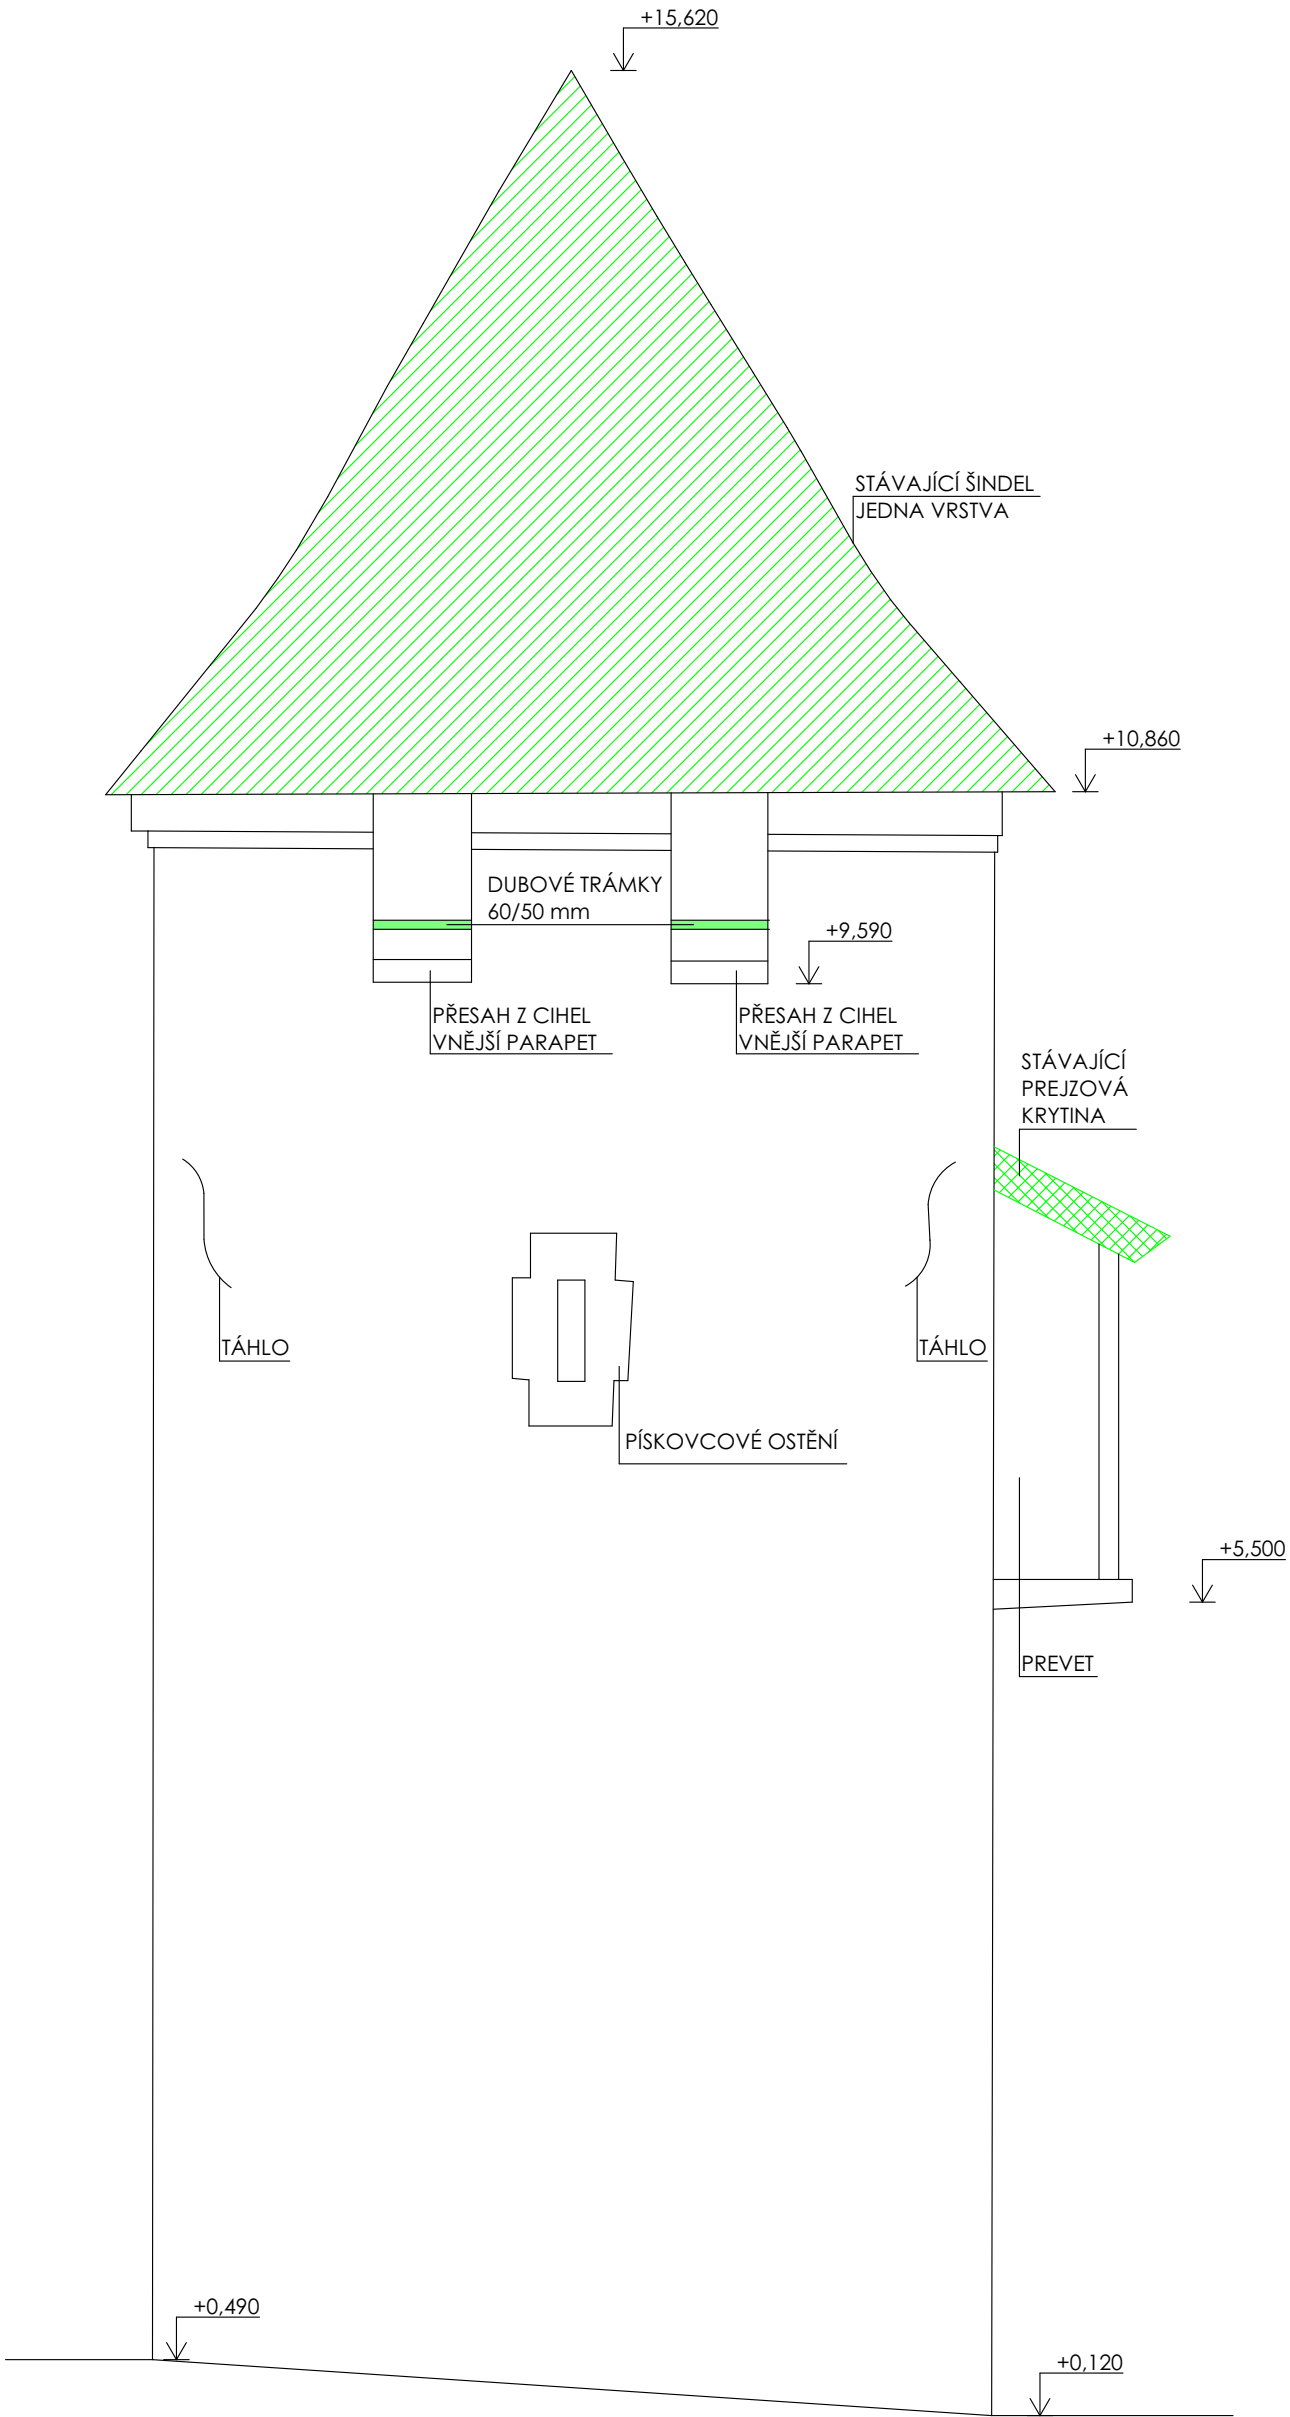 +15,620
STÁVAJÍCÍ ŠINDEL
JEDNA VRSTVA
+10,860
DUBOVÉ TRÁMKY
60/50 mm
+9,590
PŘESAH Z CIHEL
VNĚJŠÍ PARAPET
PŘESAH Z CIHEL
VNĚJŠÍ PARAPET
STÁVAJÍCÍ
PREJZOVÁ
KRYTINA
TÁHLO
TÁHLO
PÍSKOVCOVÉ OSTĚNÍ
+5,500
PREVET
+0,490
+0,120